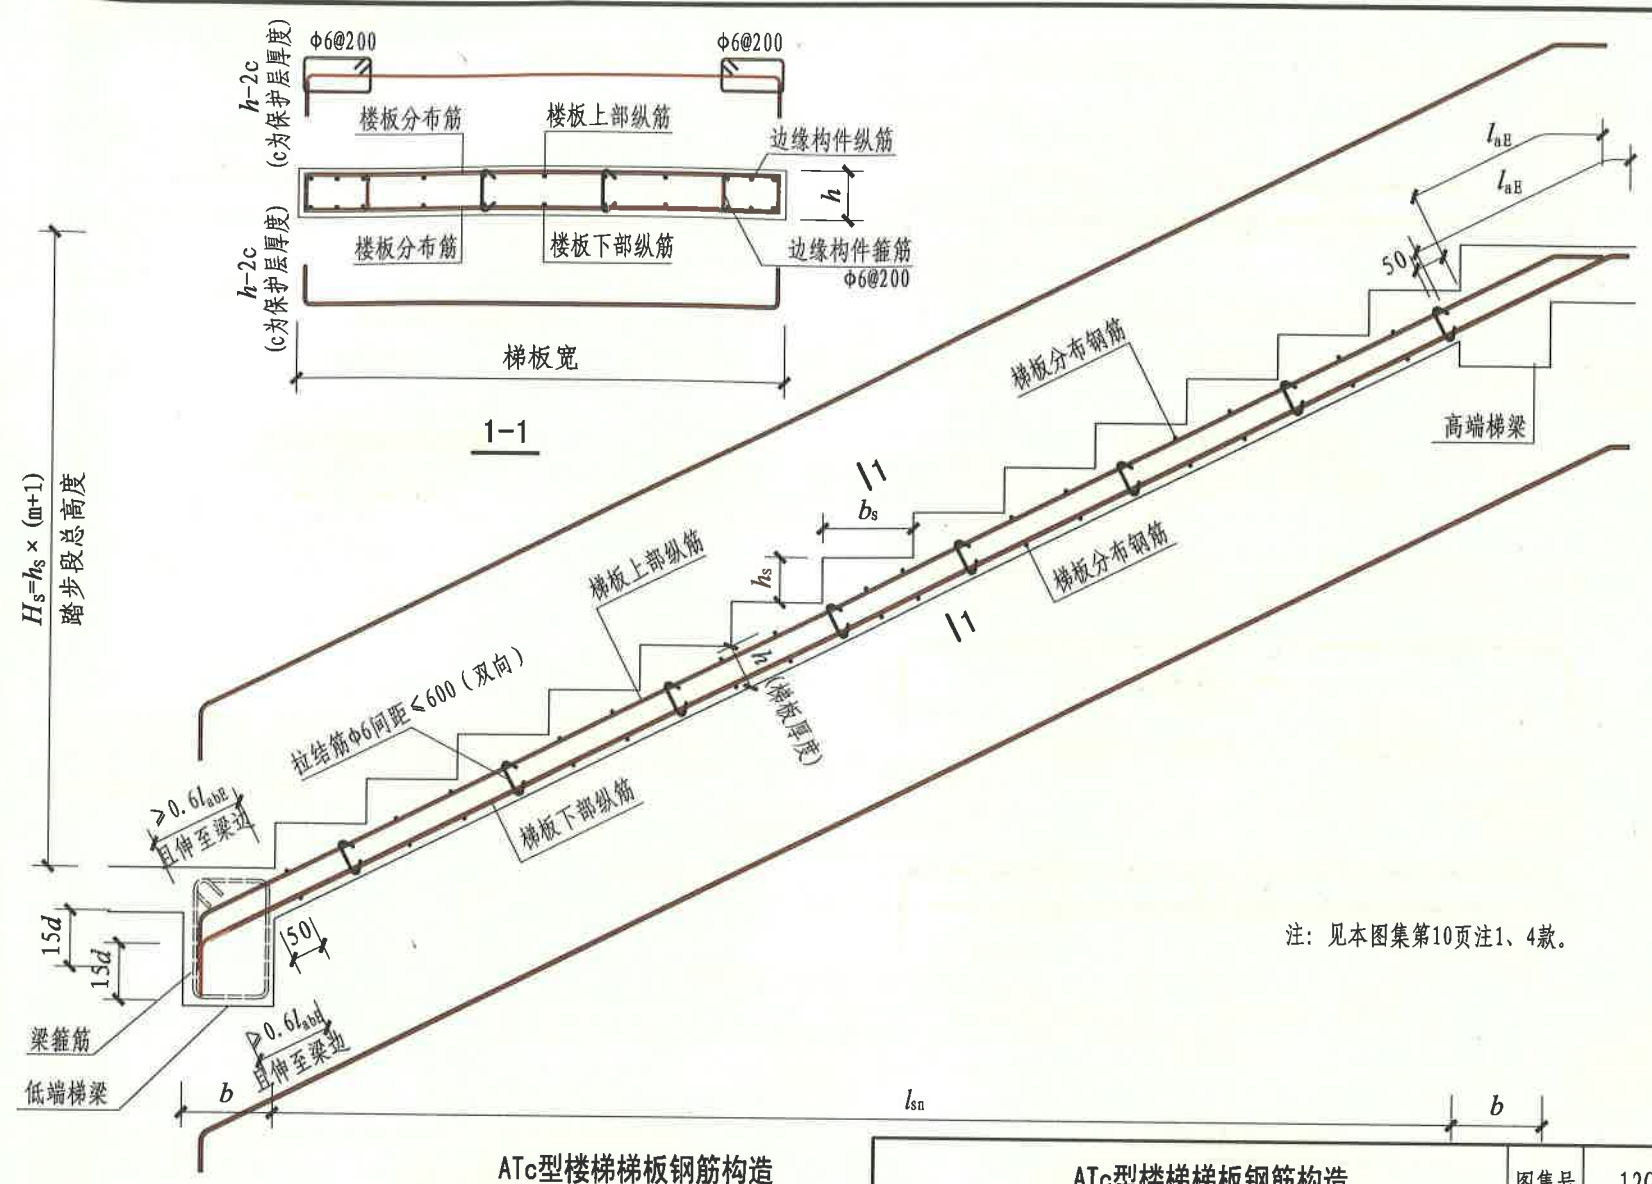 Φ6@200
Φ6@200
h-2c
(c为保护层厚度)
楼板分布筋
楼板上部纵筋
边缘构件纵筋
h
楼板分布筋
楼板下部纵筋
边缘构件箍筋
Φ6@200
h-2c
(c为保护层厚度)
梯板宽
1-1
laE
laE
50
高端梯梁
梯板分布钢筋
1
bs
hs
梯板上部纵筋
梯板分布钢筋
1
h
(梯板厚度)
Hs=hs×(m+1)
踏步段总高度
拉结筋Φ6间距≤600(双向)
梯板下部纵筋
≥0.6labE
且伸至梁边
15d
15d
50
注: 见本图集第10页注1、4款。
梁箍筋
低端梯梁
≥0.6labE
且伸至梁边
b
lsn
b
ATc型楼梯梯板钢筋构造
ATc型楼梯梯板钢筋构造
图集号